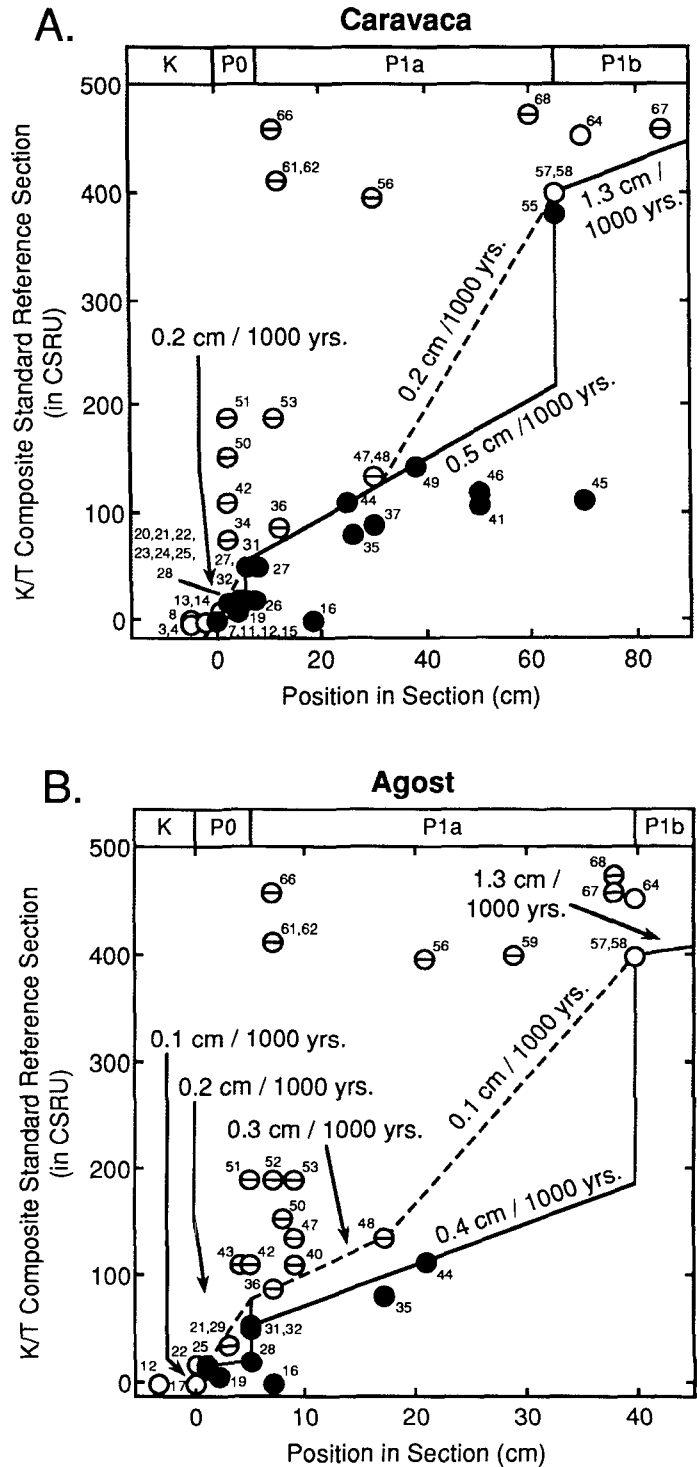 A.
Caravaca
K P0 P1a P1b
500
400
300
200
100
0
K/T Composite Standard Reference Section
(in CSRU)
66
68
64
67
61,62
56
57,58
55
1.3 cm /
1000 yrs.
0.2 cm /1000 yrs.
0.2 cm / 1000 yrs.
51
53
50
42
47,48
49
0.5 cm /1000 yrs.
46
45
41
44
36
37
34
35
20,21,22,
23,24,25,
28
31
27,
32
27
26
13,14
8
3,4
19
7,11,12,15
16
0 20 40 60 80
Position in Section (cm)
B.
Agost
K P0 P1a P1b
500
400
300
200
100
0
K/T Composite Standard Reference Section
(in CSRU)
66
68
67
64
1.3 cm /
1000 yrs.
61,62
56
59
57,58
0.1 cm / 1000 yrs.
0.2 cm / 1000 yrs.
0.3 cm / 1000 yrs.
0.1 cm / 1000 yrs.
51
52
53
50
47
48
0.4 cm / 1000 yrs.
43
42
40
44
36
35
21,29
31,32
22
25
28
12
17
19
16
0 10 20 30 40
Position in Section (cm)